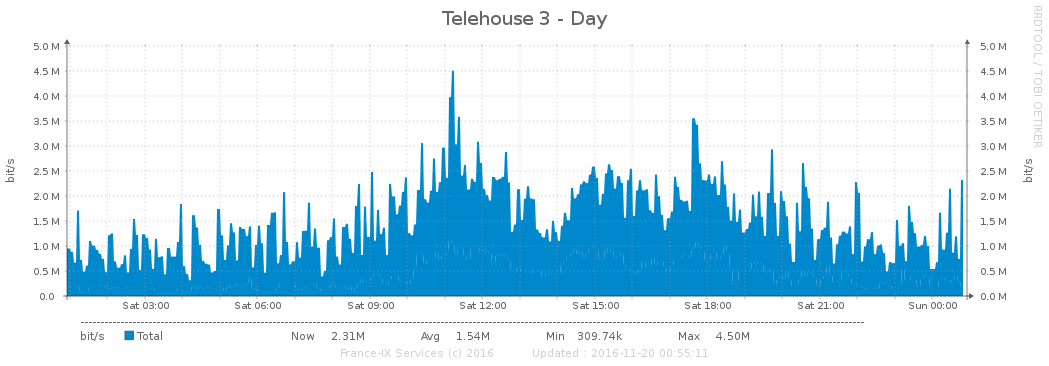 Telehouse 3 - Day
RRDTOOL / TOBI OETIKER
bit/s
5.0 M 5.0 M
4.5 M 4.5 M
4.0 M 4.0 M
3.5 M 3.5 M
3.0 M 3.0 M
2.5 M 2.5 M
2.0 M 2.0 M
1.5 M 1.5 M
1.0 M 1.0 M
0.5 M 0.5 M
0.0 0.0 M
bit/s
Sat 03:00 Sat 06:00 Sat 09:00 Sat 12:00 Sat 15:00 Sat 18:00 Sat 21:00 Sun 00:00
bit/s Total Now 2.31M Avg 1.54M Min 309.74k Max 4.50M
France-IX Services (c) 2016 Updated : 2016-11-20 00:55:11